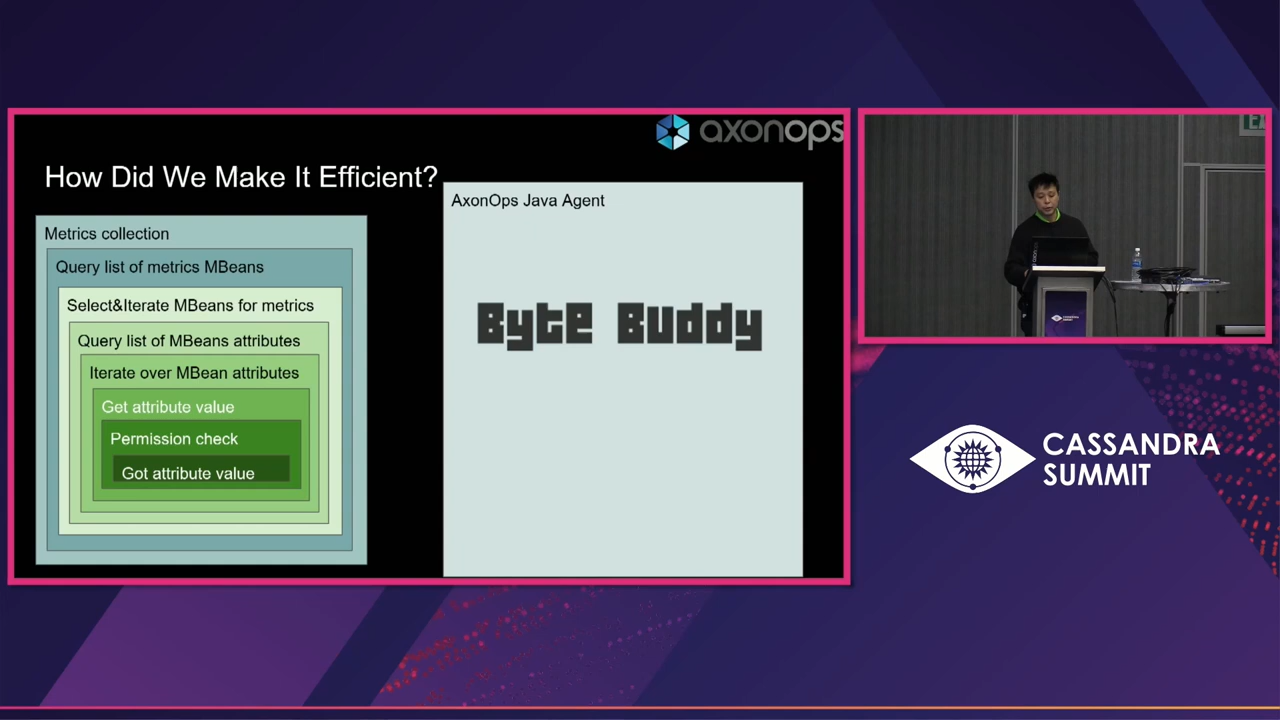 axonops
How Did We Make It Efficient?
Metrics collection
Query list of metrics MBeans
Select&Iterate MBeans for metrics
Query list of MBeans attributes
Iterate over MBean attributes
Get attribute value
Permission check
Got attribute value
AxonOps Java Agent
Byte Buddy
CASSANDRA
SUMMIT